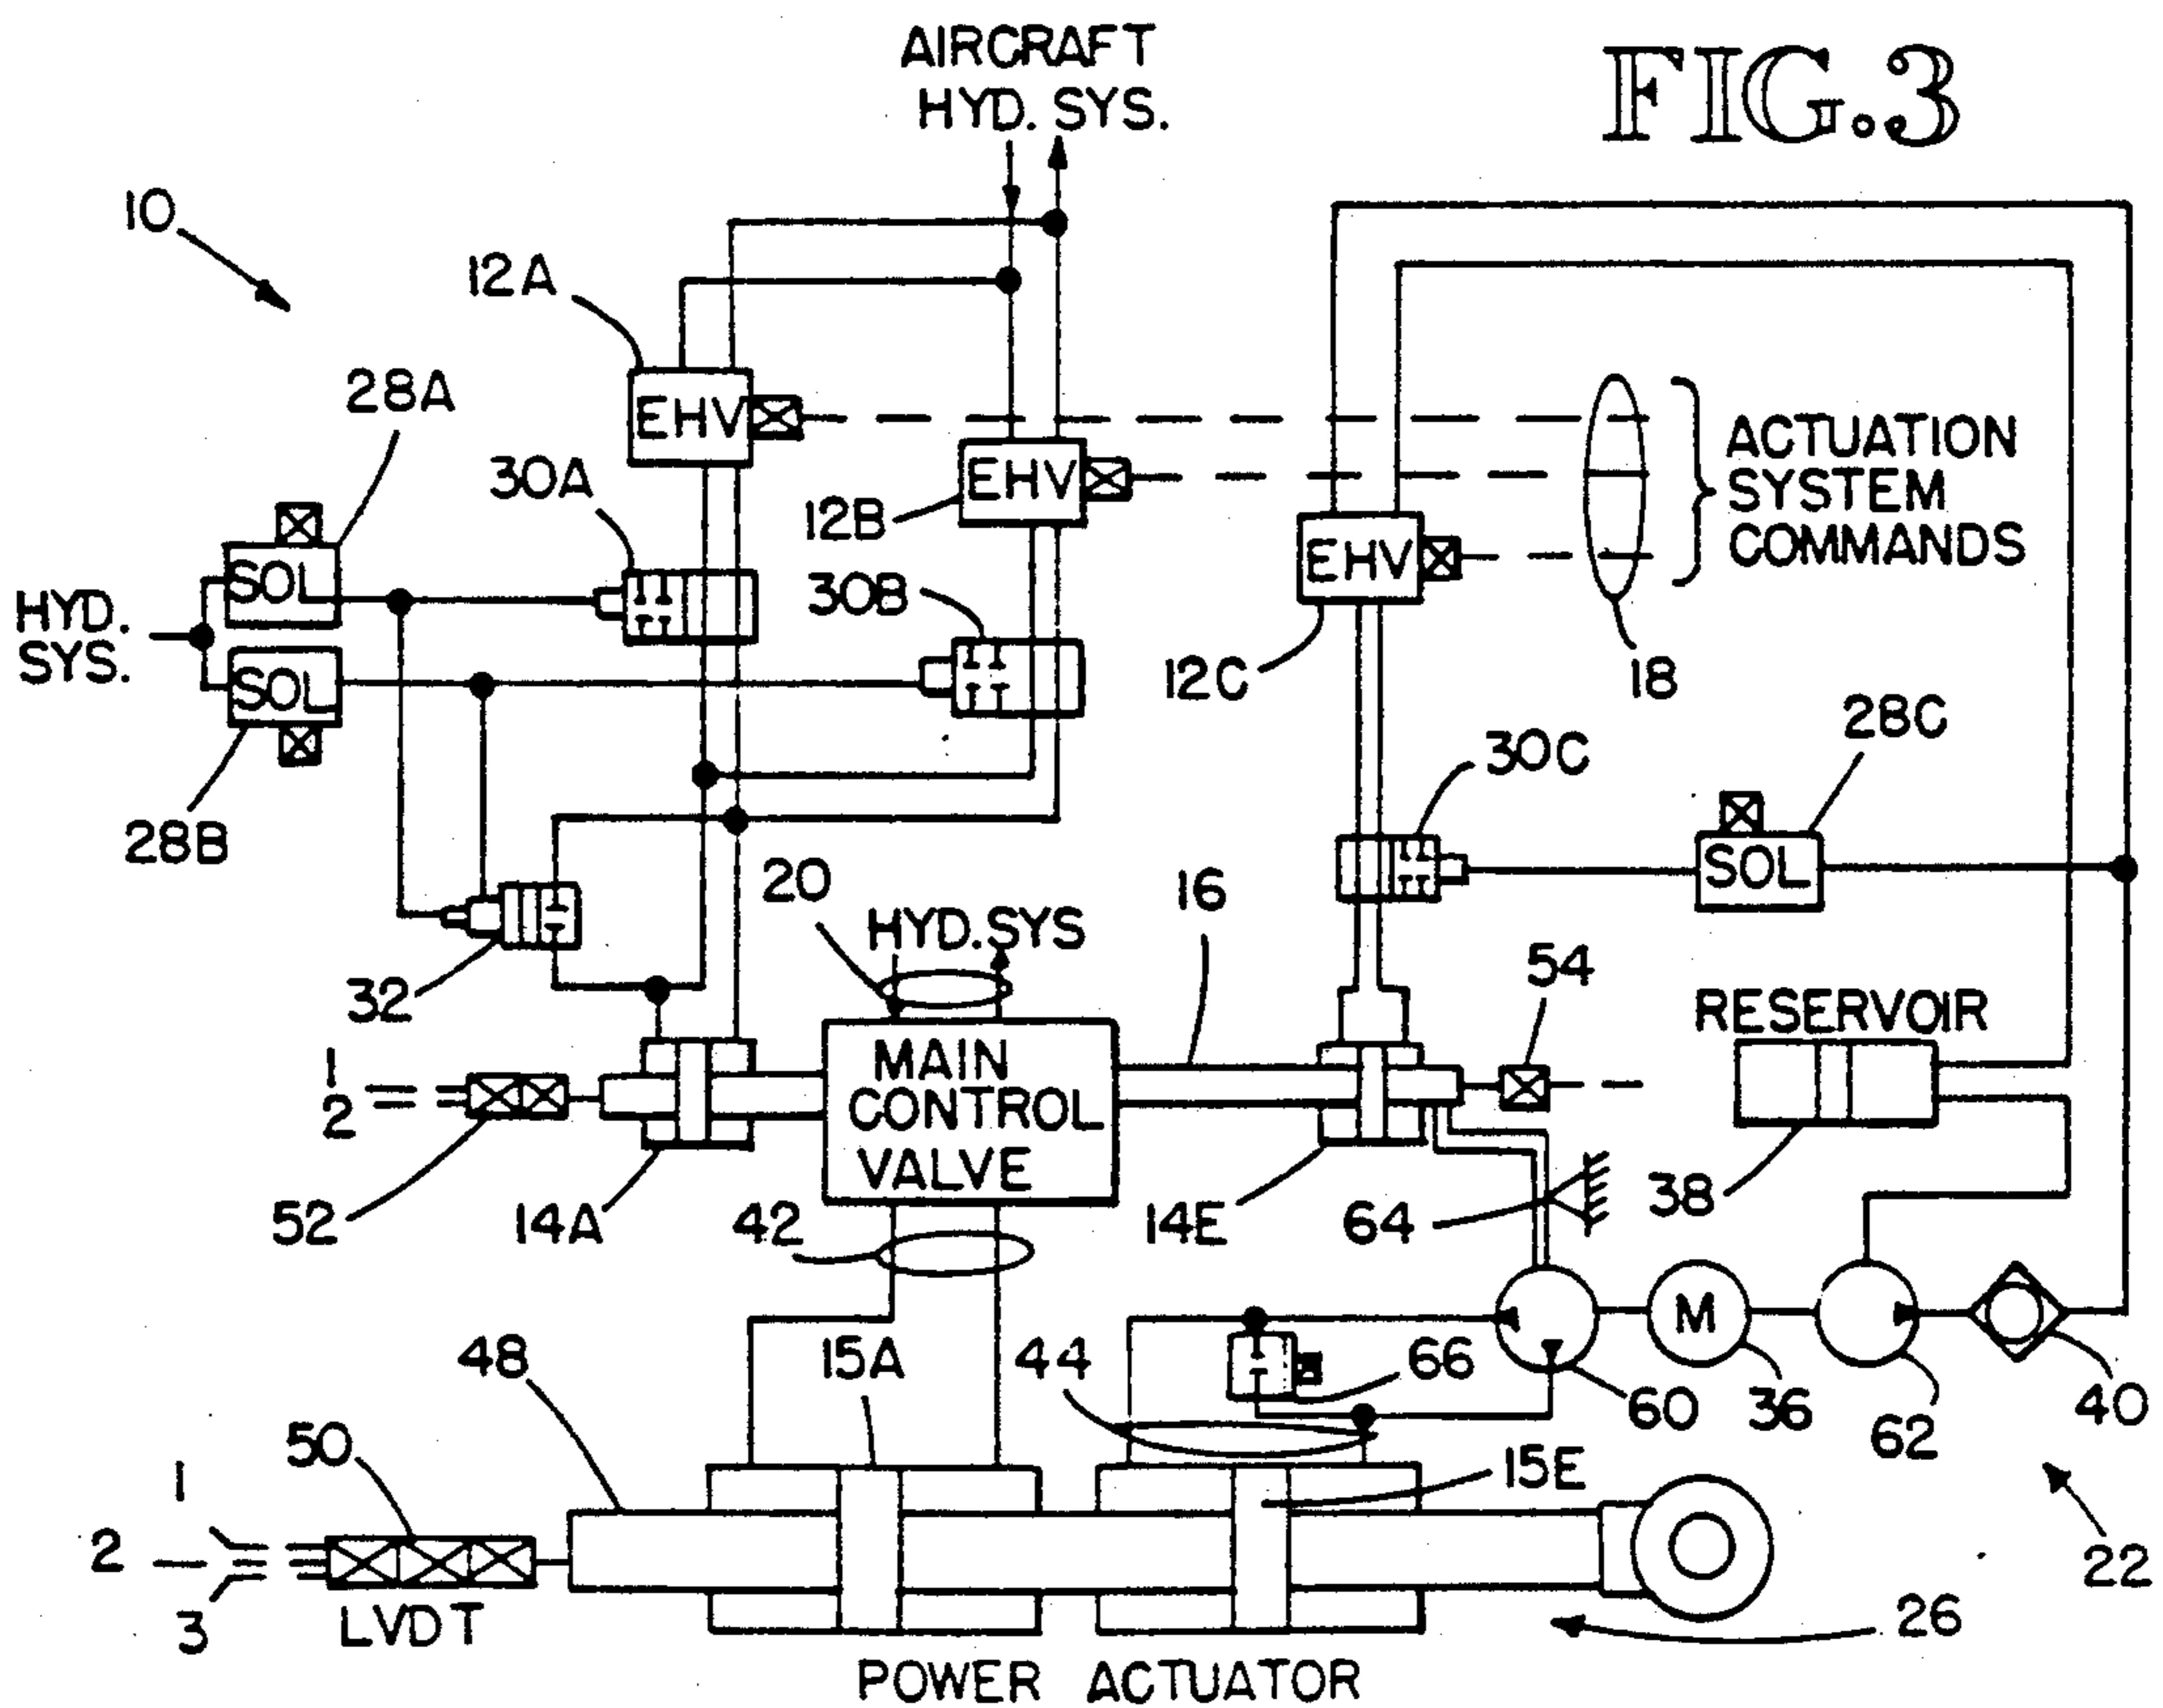 AIRCRAFT
HYD. SYS.
FIG.3
10
12A
28A
EHV
30A
EHV
12B
ACTUATION
SYSTEM
COMMANDS
SOL
HYD.
SYS.
30B
EHV
SOL
12C
18
28C
30C
28B
20
16
SOL
HYD.SYS
54
32
RESERVOIR
1
2
MAIN
CONTROL
VALVE
52
14A
42
14E
64
38
M
48
15A
44
66
60
36
62
40
50
15E
1
2
3
LVDT
22
26
POWER ACTUATOR